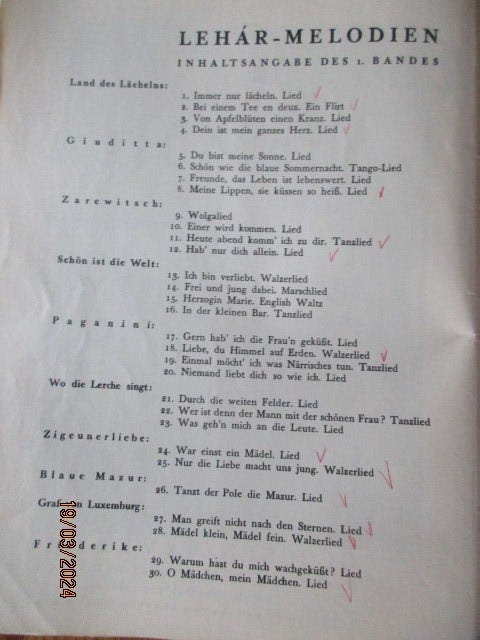 LEHÁR-MELODIEN
INHALTSANGABE DES 1. BANDES
Land des Lächelns:
1. Immer nur lächeln. Lied
2. Bei einem Tee en deux. Ein Flirt
3. Von Apfelblüten einen Kranz. Lied
4. Dein ist mein ganzes Herz. Lied
Giuditta:
5. Du bist meine Sonne. Lied
6. Schön wie die blaue Sommernacht. Tango-Lied
7. Freunde, das Leben ist lebenswert. Lied
8. Meine Lippen, sie küssen so heiß. Lied
Zarewitsch:
9. Wolgalied
10. Einer wird kommen. Lied
11. Heute abend komm' ich zu dir. Tanzlied
12. Hab' nur dich allein. Lied
Schön ist die Welt:
13. Ich bin verliebt. Walzerlied
14. Frei und jung dabei. Marschlied
15. Herzogin Marie. English Waltz
16. In der kleinen Bar. Tanzlied
Paganini:
17. Gern hab' ich die Frau'n geküßt. Lied
18. Liebe, du Himmel auf Erden. Walzerlied
19. Einmal möcht' ich was Närrisches tun. Tanzlied
20. Niemand liebt dich so wie ich. Lied
Wo die Lerche singt:
21. Durch die weiten Felder. Lied
22. Wer ist denn der Mann mit der schönen Frau? Tanzlied
23. Was geh'n mich an die Leute. Lied
Zigeunerliebe:
24. War einst ein Mädel. Lied
25. Nur die Liebe macht uns jung. Walzerlied
Blaue Mazur:
26. Tanzt der Pole die Mazur. Lied
Graf von Luxemburg:
27. Man greift nicht nach den Sternen. Lied
28. Mädel klein, Mädel fein. Walzerlied
Friederike:
29. Warum hast du mich wachgeküßt? Lied
30. O Mädchen, mein Mädchen. Lied
19/03/2024